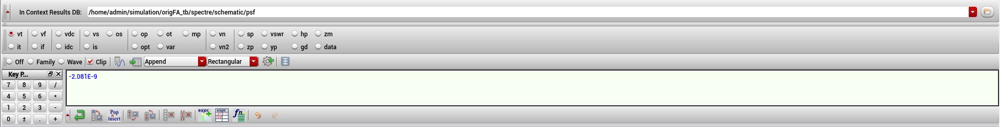 In Context Results DB: /home/admin/simulation/origFA_tb/spectre/schematic/psf
vt vf vdc vs os op ot mp vn sp vswr hp zm
it if idc is opt var vn2 zp yp gd data
Off Family Wave Clip Append Rectangular
Key P...
-2.081E-9
7 8 9 /
4 5 6 *
1 2 3 -
0 ± . +
Pop
&
insert
expr
expr
fn